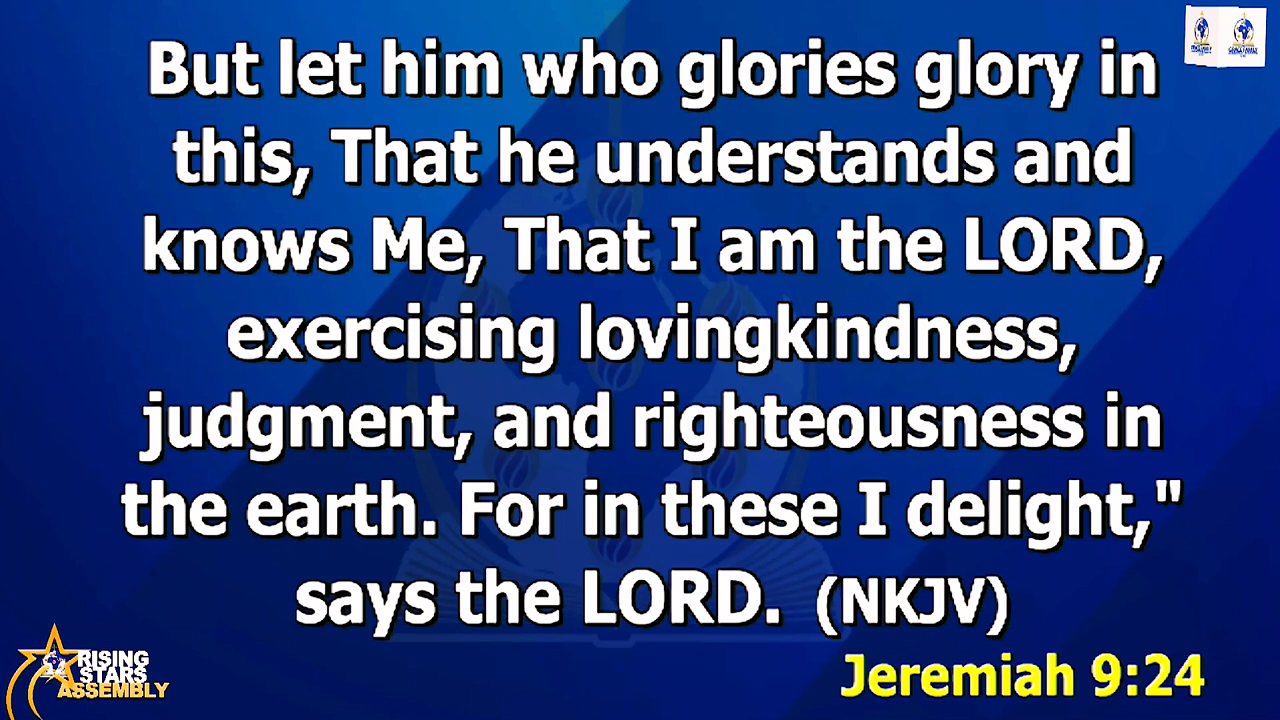 But let him who glories glory in
this, That he understands and
knows Me, That I am the LORD,
exercising lovingkindness,
judgment, and righteousness in
the earth. For in these I delight,"
says the LORD. (NKJV)
Jeremiah 9:24
RISING
STARS
ASSEMBLY